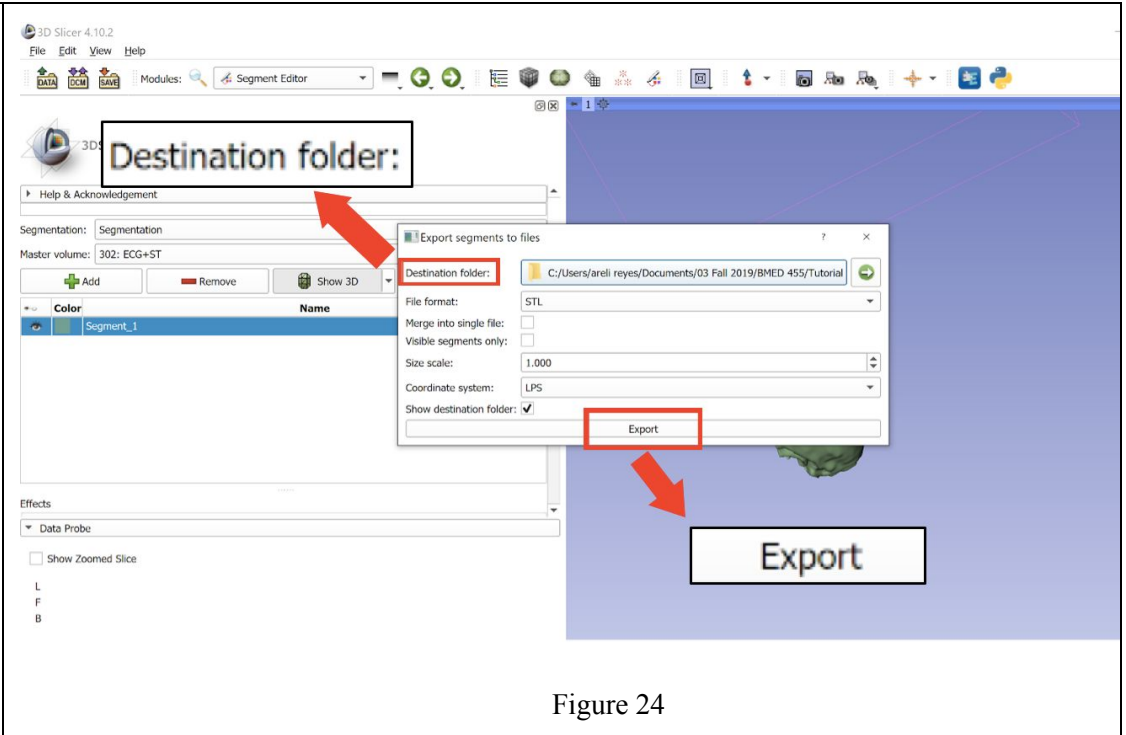 3D Slicer 4.10.2
File Edit View Help
DATA DCM SAVE Modules: Segment Editor
1
3DS
Destination folder:
Help & Acknowledgement
Segmentation: Segmentation
Master volume: 302: ECG+ST
Add Remove Show 3D
Color Name
Segment_1
Export segments to files ? ×
Destination folder: C:/Users/areli reyes/Documents/03 Fall 2019/BMED 455/Tutorial
File format: STL
Merge into single file:
Visible segments only:
Size scale: 1.000
Coordinate system: LPS
Show destination folder:
Export
Effects
Data Probe
Show Zoomed Slice
L
F
B
Export
Figure 24